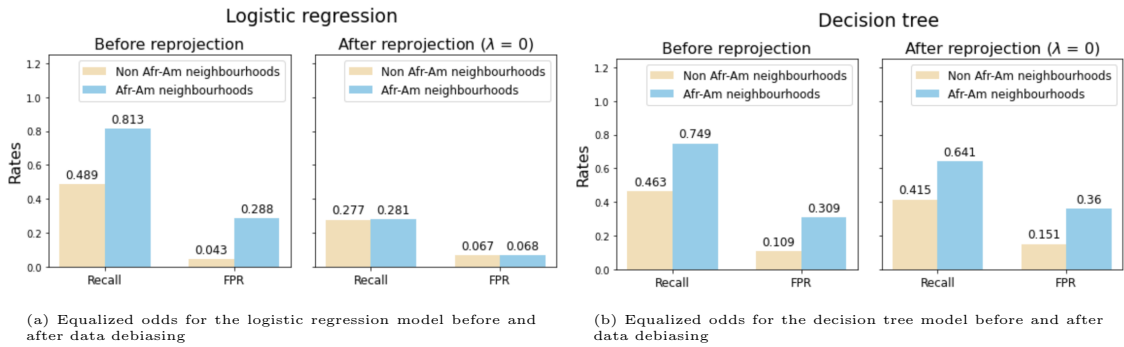 Logistic regression
Before reprojection
After reprojection (λ = 0)
Rates
1.2
1.0
0.8
0.6
0.4
0.2
0.0
Non Afr-Am neighbourhoods
Afr-Am neighbourhoods
0.489
0.813
0.043
0.288
Recall
FPR
Non Afr-Am neighbourhoods
Afr-Am neighbourhoods
0.277
0.281
0.067
0.068
Recall
FPR
(a) Equalized odds for the logistic regression model before and
after data debiasing
Decision tree
Before reprojection
After reprojection (λ = 0)
Rates
1.2
1.0
0.8
0.6
0.4
0.2
0.0
Non Afr-Am neighbourhoods
Afr-Am neighbourhoods
0.463
0.749
0.109
0.309
Recall
FPR
Non Afr-Am neighbourhoods
Afr-Am neighbourhoods
0.415
0.641
0.151
0.36
Recall
FPR
(b) Equalized odds for the decision tree model before and after
data debiasing